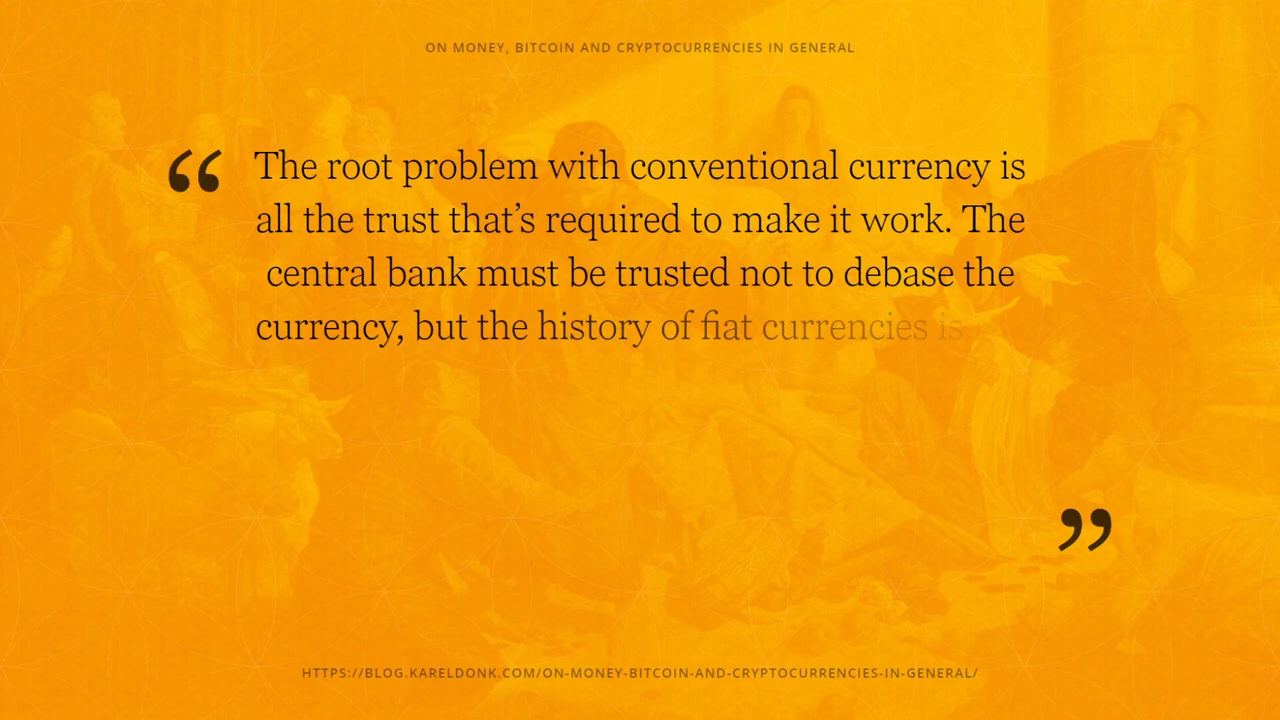 ON MONEY, BITCOIN AND CRYPTOCURRENCIES IN GENERAL
“ The root problem with conventional currency is
all the trust that’s required to make it work. The
central bank must be trusted not to debase the
currency, but the history of fiat currencies is
”
HTTPS://BLOG.KARELDONK.COM/ON-MONEY-BITCOIN-AND-CRYPTOCURRENCIES-IN-GENERAL/